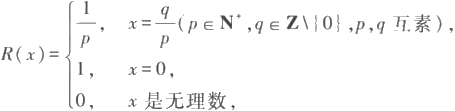 R(x) = { 1/p, x = q/p (p ∈ N*, q ∈ Z\{0}, p, q 互素),
1, x = 0,
0, x 是无理数,